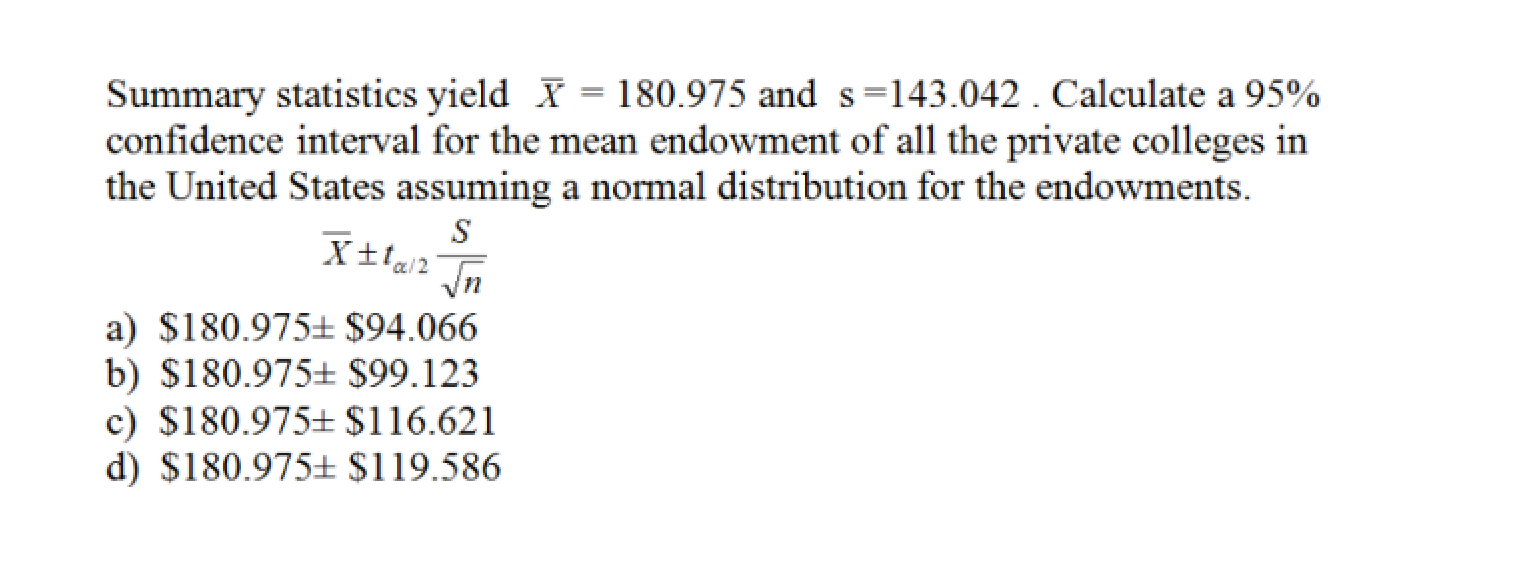 Summary statistics yield X̅ = 180.975 and s=143.042 . Calculate a 95%
confidence interval for the mean endowment of all the private colleges in
the United States assuming a normal distribution for the endowments.
X̅ ± t_{α/2} S/√n
a) $180.975± $94.066
b) $180.975± $99.123
c) $180.975± $116.621
d) $180.975± $119.586